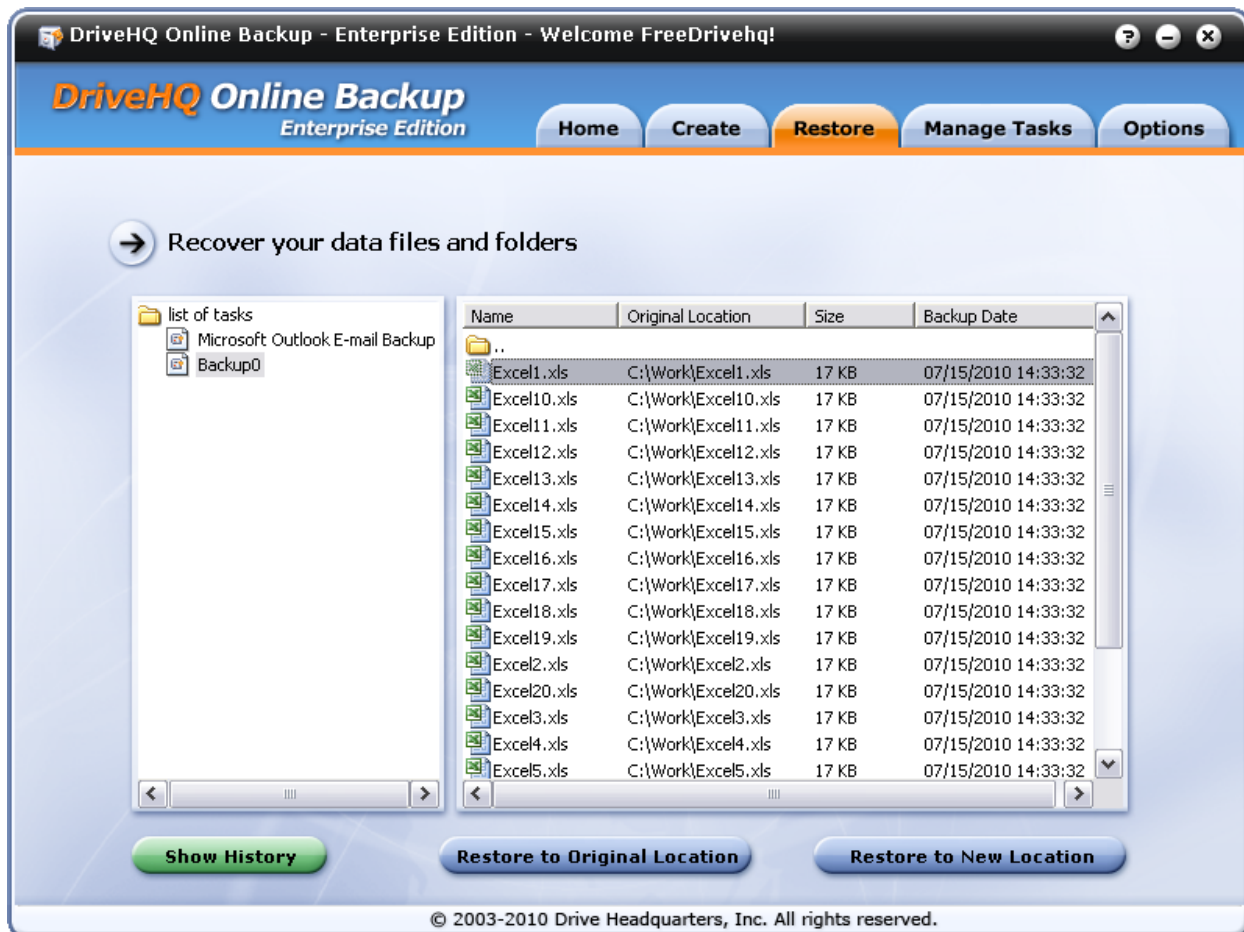 DriveHQ Online Backup - Enterprise Edition - Welcome FreeDrivehq!
DriveHQ Online Backup
Enterprise Edition
Home Create Restore Manage Tasks Options
Recover your data files and folders
list of tasks
Microsoft Outlook E-mail Backup
Backup0
Name Original Location Size Backup Date
..
Excel1.xls C:\Work\Excel1.xls 17 KB 07/15/2010 14:33:32
Excel10.xls C:\Work\Excel10.xls 17 KB 07/15/2010 14:33:32
Excel11.xls C:\Work\Excel11.xls 17 KB 07/15/2010 14:33:32
Excel12.xls C:\Work\Excel12.xls 17 KB 07/15/2010 14:33:32
Excel13.xls C:\Work\Excel13.xls 17 KB 07/15/2010 14:33:32
Excel14.xls C:\Work\Excel14.xls 17 KB 07/15/2010 14:33:32
Excel15.xls C:\Work\Excel15.xls 17 KB 07/15/2010 14:33:32
Excel16.xls C:\Work\Excel16.xls 17 KB 07/15/2010 14:33:32
Excel17.xls C:\Work\Excel17.xls 17 KB 07/15/2010 14:33:32
Excel18.xls C:\Work\Excel18.xls 17 KB 07/15/2010 14:33:32
Excel19.xls C:\Work\Excel19.xls 17 KB 07/15/2010 14:33:32
Excel2.xls C:\Work\Excel2.xls 17 KB 07/15/2010 14:33:32
Excel20.xls C:\Work\Excel20.xls 17 KB 07/15/2010 14:33:32
Excel3.xls C:\Work\Excel3.xls 17 KB 07/15/2010 14:33:32
Excel4.xls C:\Work\Excel4.xls 17 KB 07/15/2010 14:33:32
Excel5.xls C:\Work\Excel5.xls 17 KB 07/15/2010 14:33:32
Show History Restore to Original Location Restore to New Location
© 2003-2010 Drive Headquarters, Inc. All rights reserved.